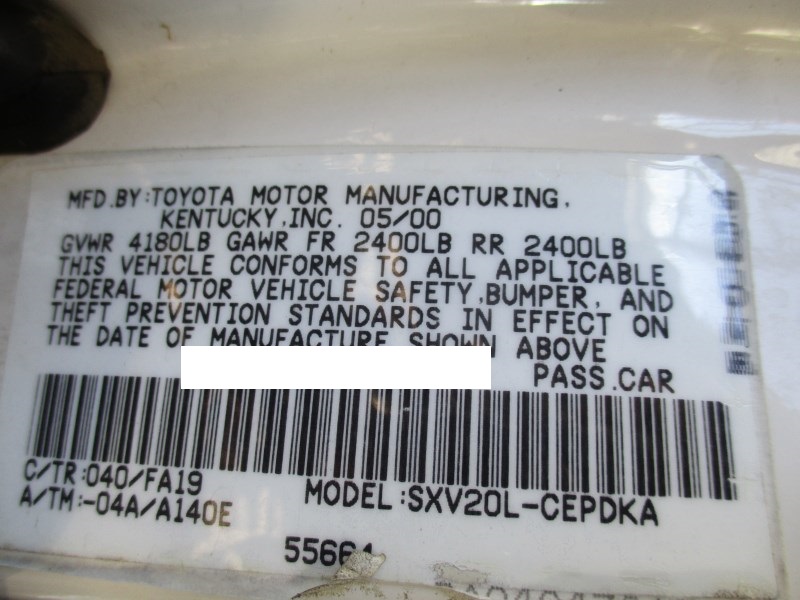 MFD.BY:TOYOTA MOTOR MANUFACTURING,
KENTUCKY,INC. 05/00
GVWR 4180LB GAWR FR 2400LB RR 2400LB
THIS VEHICLE CONFORMS TO ALL APPLICABLE
FEDERAL MOTOR VEHICLE SAFETY,BUMPER, AND
THEFT PREVENTION STANDARDS IN EFFECT ON
THE DATE OF MANUFACTURE SHOWN ABOVE
PASS.CAR
C/TR:040/FA19
A/TM:-04A/A140E
MODEL:SXV20L-CEPDKA
55664